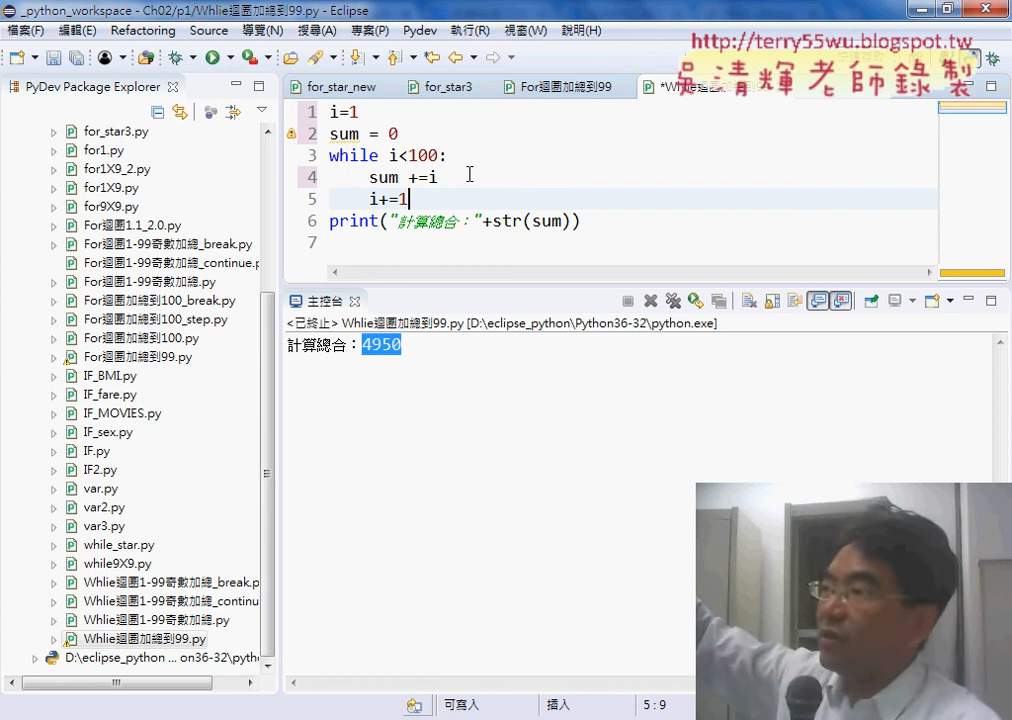 _python_workspace - Ch02/p1/Whlie迴圈加總到99.py - Eclipse
檔案(F) 編輯(E) Refactoring Source 導覽(N) 搜尋(A) 專案(P) Pydev 執行(R) 視窗(W) 說明(H)
http://terry55wu.blogspot.tw
吳清輝老師錄製
PyDev Package Explorer
for_star3.py
for1.py
for1X9_2.py
for1X9.py
for9X9.py
For迴圈1.1_2.0.py
For迴圈1-99奇數加總_break.py
For迴圈1-99奇數加總_continue.p
For迴圈1-99奇數加總.py
For迴圈加總到100_break.py
For迴圈加總到100_step.py
For迴圈加總到100.py
For迴圈加總到99.py
IF_BMI.py
IF_fare.py
IF_MOVIES.py
IF_sex.py
IF.py
IF2.py
var.py
var2.py
var3.py
while_star.py
while9X9.py
Whlie迴圈1-99奇數加總_break.p
Whlie迴圈1-99奇數加總_continu
Whlie迴圈1-99奇數加總.py
Whlie迴圈加總到99.py
D:\eclipse_python ... on36-32\pytho
for_star_new for_star3 For迴圈加總到99
1 i=1
2 sum = 0
3 while i<100:
4 sum +=i
5 i+=1
6 print("計算總合："+str(sum))
7
主控台
<已終止> Whlie迴圈加總到99.py [D:\eclipse_python\Python36-32\python.exe]
計算總合：4950
可寫入 插入 5:9